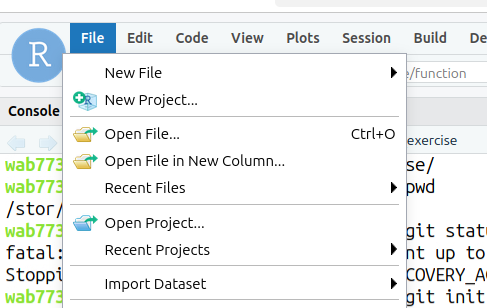 R File Edit Code View Plots Session Build De
New File
e/function
New Project...
Console
Open File... Ctrl+O
exercise
Open File in New Column...
wab773 se/
Recent Files
wab773 pwd
/stor/
Open Project...
wab773 git statu
Recent Projects
fatal: nt up to
Stoppi COVERY_AC
Import Dataset
wab773 git init